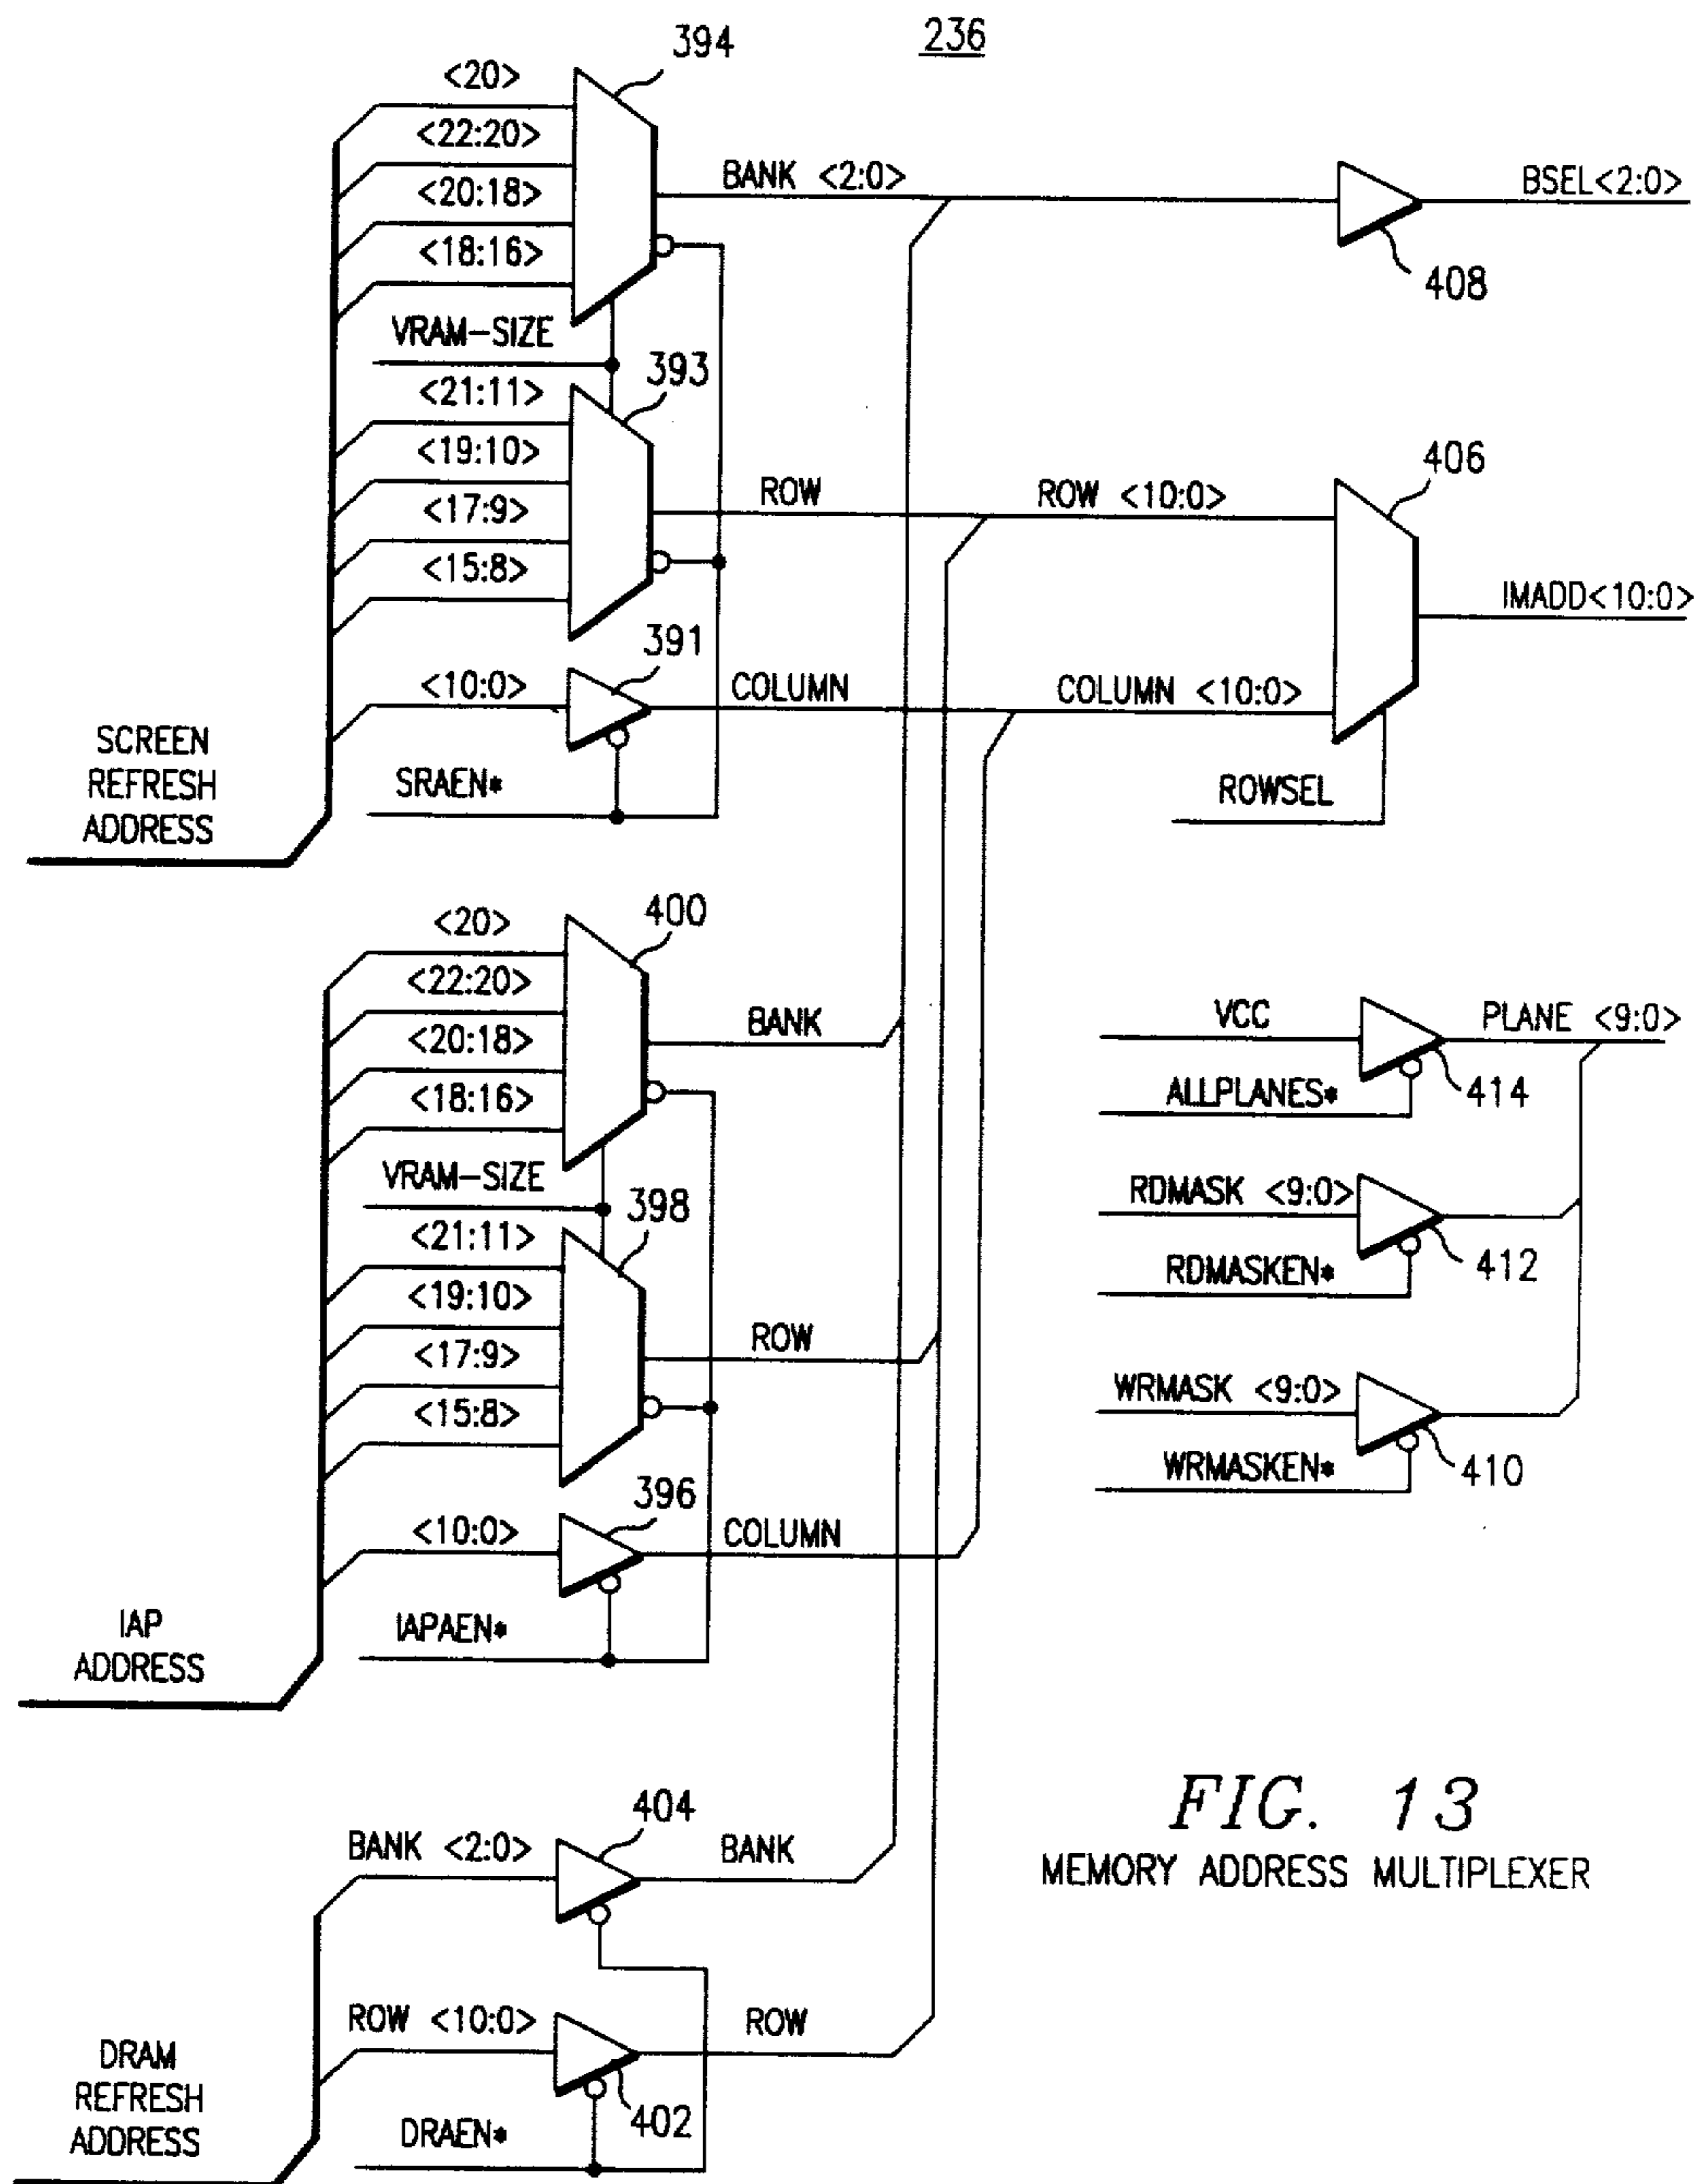 236
394
<20>
<22:20>
<20:18>
<18:16>
VRAM-SIZE
BANK <2:0>
BSEL<2:0>
408
393
<21:11>
<19:10>
<17:9>
<15:8>
ROW
ROW <10:0>
406
IMADD<10:0>
391
<10:0>
COLUMN
COLUMN <10:0>
SRAEN*
ROWSEL
SCREEN
REFRESH
ADDRESS
400
<20>
<22:20>
<20:18>
<18:16>
BANK
VRAM-SIZE
398
<21:11>
<19:10>
<17:9>
<15:8>
ROW
396
<10:0>
COLUMN
IAPAEN*
IAP
ADDRESS
VCC
PLANE <9:0>
ALLPLANES*
414
RDMASK <9:0>
RDMASKEN*
412
WRMASK <9:0>
WRMASKEN*
410
404
BANK <2:0>
BANK
ROW <10:0>
ROW
402
DRAEN*
DRAM
REFRESH
ADDRESS
FIG. 13
MEMORY ADDRESS MULTIPLEXER